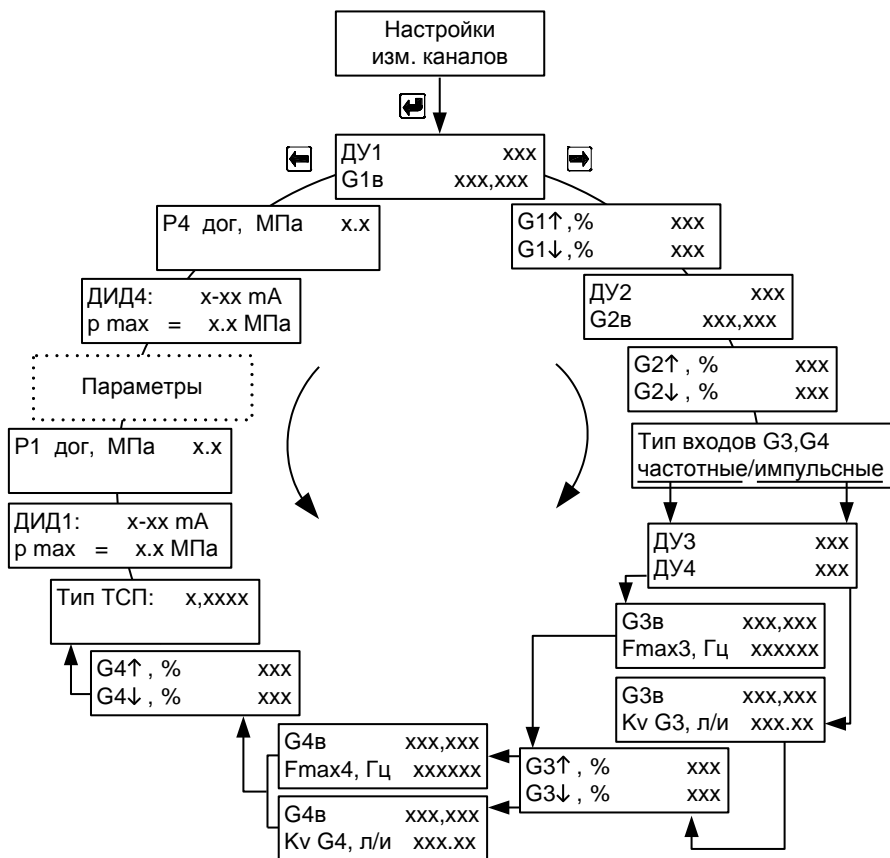 Настройки
изм. каналов
ДУ1 xxx
G1в xxx,xxx
P4 дог, МПа x.x
G1↑,% xxx
G1↓,% xxx
ДИД4: x-xx mA
p max = x.x МПа
ДУ2 xxx
G2в xxx,xxx
Параметры
G2↑, % xxx
G2↓, % xxx
P1 дог, МПа x.x
Тип входов G3,G4
частотные/импульсные
ДИД1: x-xx mA
p max = x.x МПа
ДУ3 xxx
ДУ4 xxx
Тип ТСП: x,xxxx
G3в xxx,xxx
Fmax3, Гц xxxxxx
G4↑, % xxx
G4↓, % xxx
G3в xxx,xxx
Kv G3, л/и xxx.xx
G4в xxx,xxx
Fmax4, Гц xxxxxx
G3↑, % xxx
G3↓, % xxx
G4в xxx,xxx
Kv G4, л/и xxx.xx